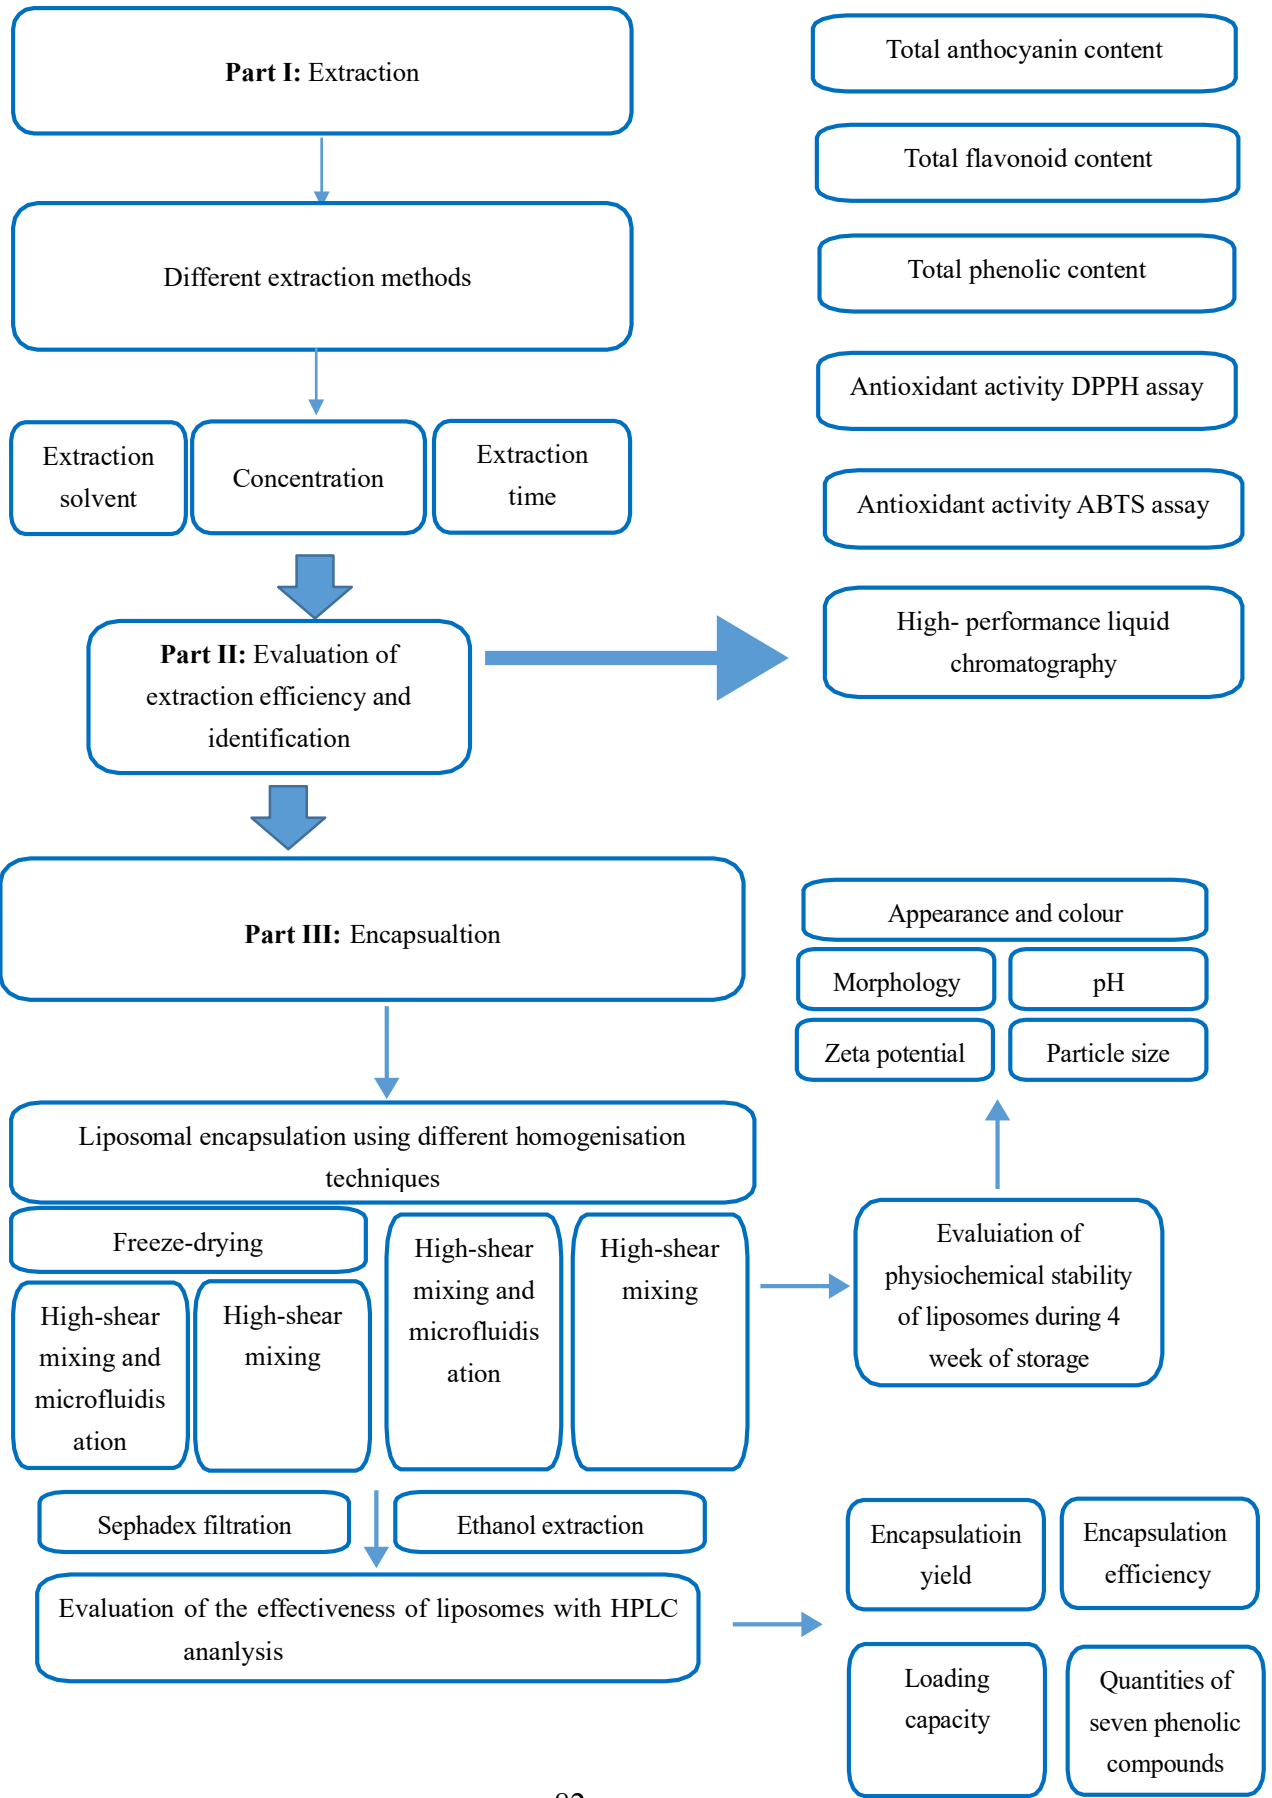 Part I: Extraction
Different extraction methods
Extraction
solvent
Concentration
Extraction
time
Part II: Evaluation of
extraction efficiency and
identification
Total anthocyanin content
Total flavonoid content
Total phenolic content
Antioxidant activity DPPH assay
Antioxidant activity ABTS assay
High- performance liquid
chromatography
Part III: Encapsualtion
Liposomal encapsulation using different homogenisation
techniques
Freeze-drying
High-shear
mixing and
microfluidis
ation
High-shear
mixing
High-shear
mixing and
microfluidis
ation
High-shear
mixing
Evaluiation of
physiochemical stability
of liposomes during 4
week of storage
Appearance and colour
Morphology
pH
Zeta potential
Particle size
Sephadex filtration
Ethanol extraction
Evaluation of the effectiveness of liposomes with HPLC
ananlysis
Encapsulatioin
yield
Encapsulation
efficiency
Loading
capacity
Quantities of
seven phenolic
compounds